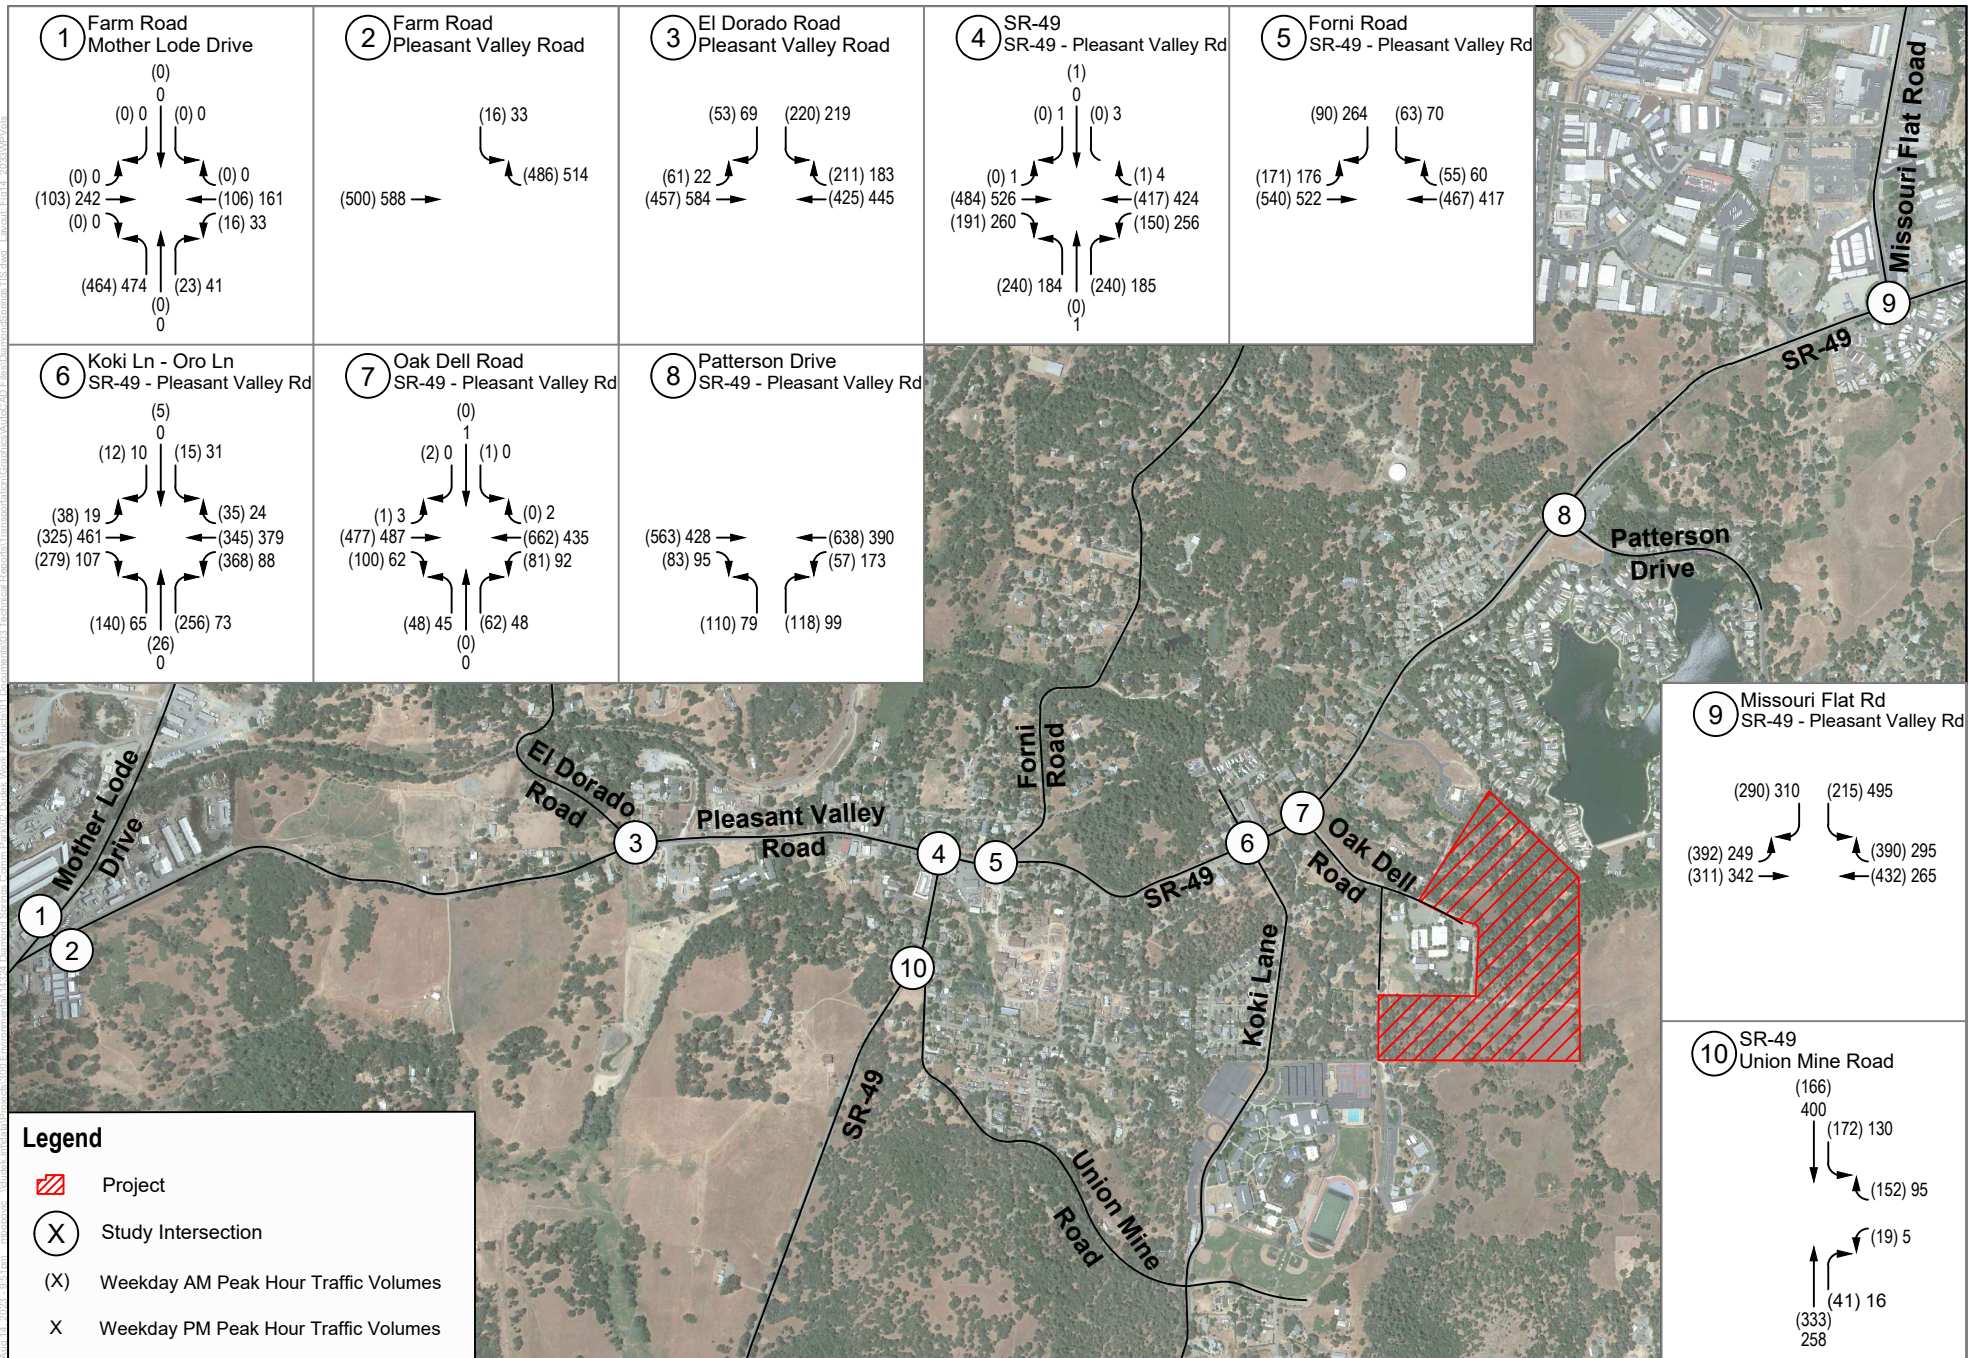 1
Farm Road
Mother Lode Drive
(0)
0
(0) 0
(0) 0
(0) 0
(103) 242
(0) 0
(0) 0
(106) 161
(16) 33
(464) 474
(23) 41
(0)
0
2
Farm Road
Pleasant Valley Road
(16) 33
(500) 588
(486) 514
3
El Dorado Road
Pleasant Valley Road
(53) 69
(220) 219
(61) 22
(457) 584
(211) 183
(425) 445
4
SR-49
SR-49 - Pleasant Valley Rd
(1)
0
(0) 1
(0) 3
(0) 1
(484) 526
(191) 260
(1) 4
(417) 424
(150) 256
(240) 184
(240) 185
(0)
1
5
Forni Road
SR-49 - Pleasant Valley Rd
(90) 264
(63) 70
(171) 176
(540) 522
(55) 60
(467) 417
6
Koki Ln - Oro Ln
SR-49 - Pleasant Valley Rd
(5)
0
(12) 10
(15) 31
(38) 19
(325) 461
(279) 107
(35) 24
(345) 379
(368) 88
(140) 65
(256) 73
(26)
0
7
Oak Dell Road
SR-49 - Pleasant Valley Rd
(0)
1
(2) 0
(1) 0
(1) 3
(477) 487
(100) 62
(0) 2
(662) 435
(81) 92
(48) 45
(62) 48
(0)
0
8
Patterson Drive
SR-49 - Pleasant Valley Rd
(563) 428
(83) 95
(638) 390
(57) 173
(110) 79
(118) 99
9
Missouri Flat Rd
SR-49 - Pleasant Valley Rd
(290) 310
(215) 495
(392) 249
(311) 342
(390) 295
(432) 265
10
SR-49
Union Mine Road
(166)
400
(172) 130
(152) 95
(19) 5
(41) 16
(333)
258
Missouri Flat Road
9
SR-49
8
Patterson
Drive
Forni
Road
El Dorado
Road
Mother Lode
Drive
Pleasant Valley
Road
1
2
3
4
5
6
7
10
SR-49
Oak Dell
Road
Koki Lane
SR-49
Union Mine
Road
Legend
Project
X
Study Intersection
(X)
Weekday AM Peak Hour Traffic Volumes
X
Weekday PM Peak Hour Traffic Volumes